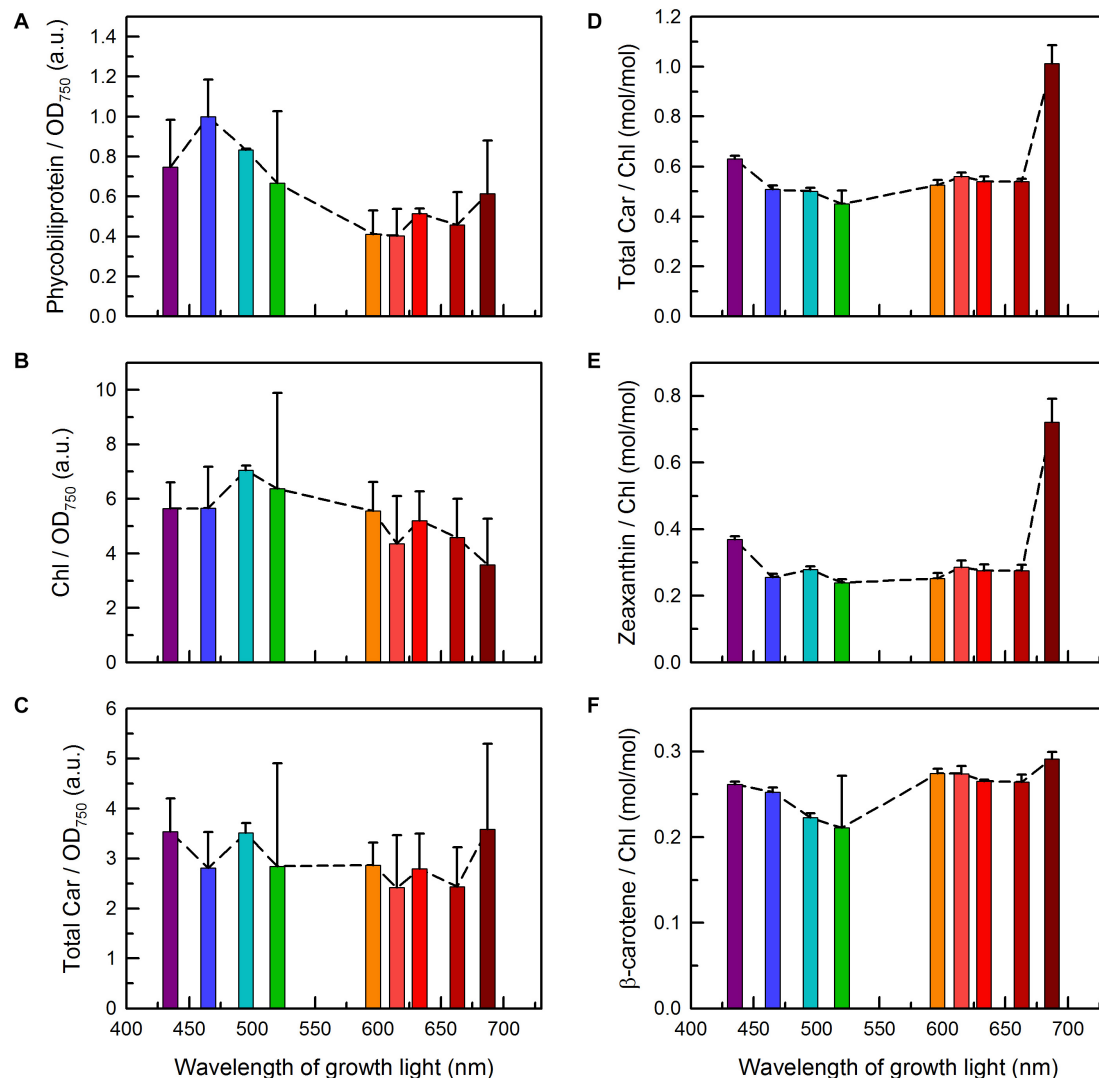 A
Phycobiliprotein / OD750 (a.u.)
1.4
1.2
1.0
0.8
0.6
0.4
0.2
0.0
B
Chl / OD750 (a.u.)
10
8
6
4
2
0
C
Total Car / OD750 (a.u.)
6
5
4
3
2
1
0
400 450 500 550 600 650 700
Wavelength of growth light (nm)
D
Total Car / Chl (mol/mol)
1.2
1.0
0.8
0.6
0.4
0.2
0.0
E
Zeaxanthin / Chl (mol/mol)
0.8
0.6
0.4
0.2
0.0
F
β-carotene / Chl (mol/mol)
0.3
0.2
0.1
0.0
400 450 500 550 600 650 700
Wavelength of growth light (nm)